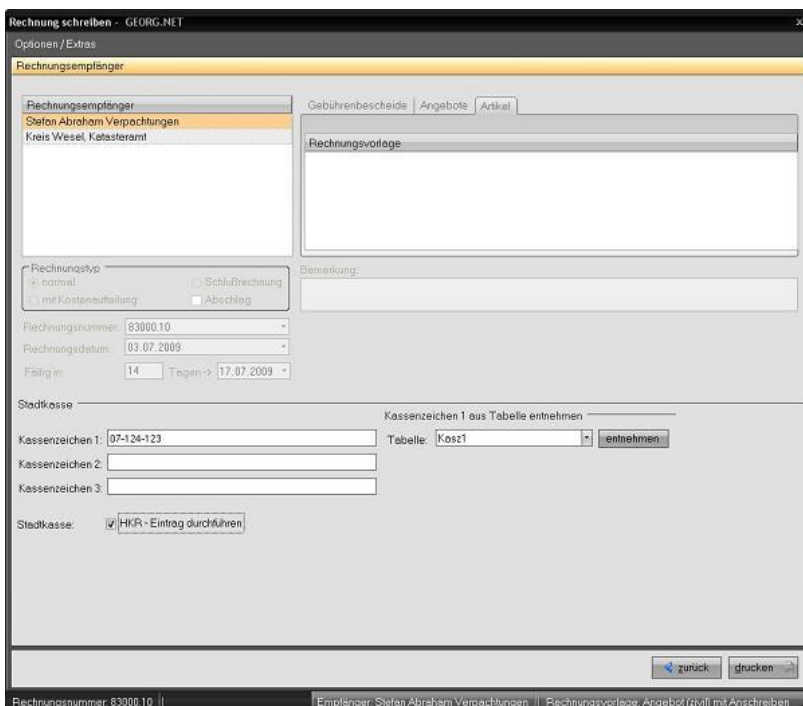 Rechnung schreiben - GEORG.NET
Optionen / Extras
Rechnungsempfänger
Rechnungsempfänger
Stefan Abraham Verpachtungen
Kreis Wesel, Katasteramt
Gebührenbescheide | Angebote | Artikel
Rechnungsvorlage
Rechnungstyp
normal
Schlußrechnung
mit Kostenaufteilung
Abschlag
Bemerkung:
Rechnungsnummer: 83000.10
Rechnungsdatum: 03.07.2009
Fällig in: 14 Tagen-> 17.07.2009
Stadtkasse
Kassenzeichen 1 aus Tabelle entnehmen
Kassenzeichen 1: 07-124-123
Tabelle: Kasz1 entnehmen
Kassenzeichen 2:
Kassenzeichen 3:
Stadtkasse: HKR - Eintrag durchführen
zurück drucken
Rechnungsnummer: 83000.10 Empfänger: Stefan Abraham Verpachtungen Rechnungsvorlage: Angebot (zivil) mit Anschreiben